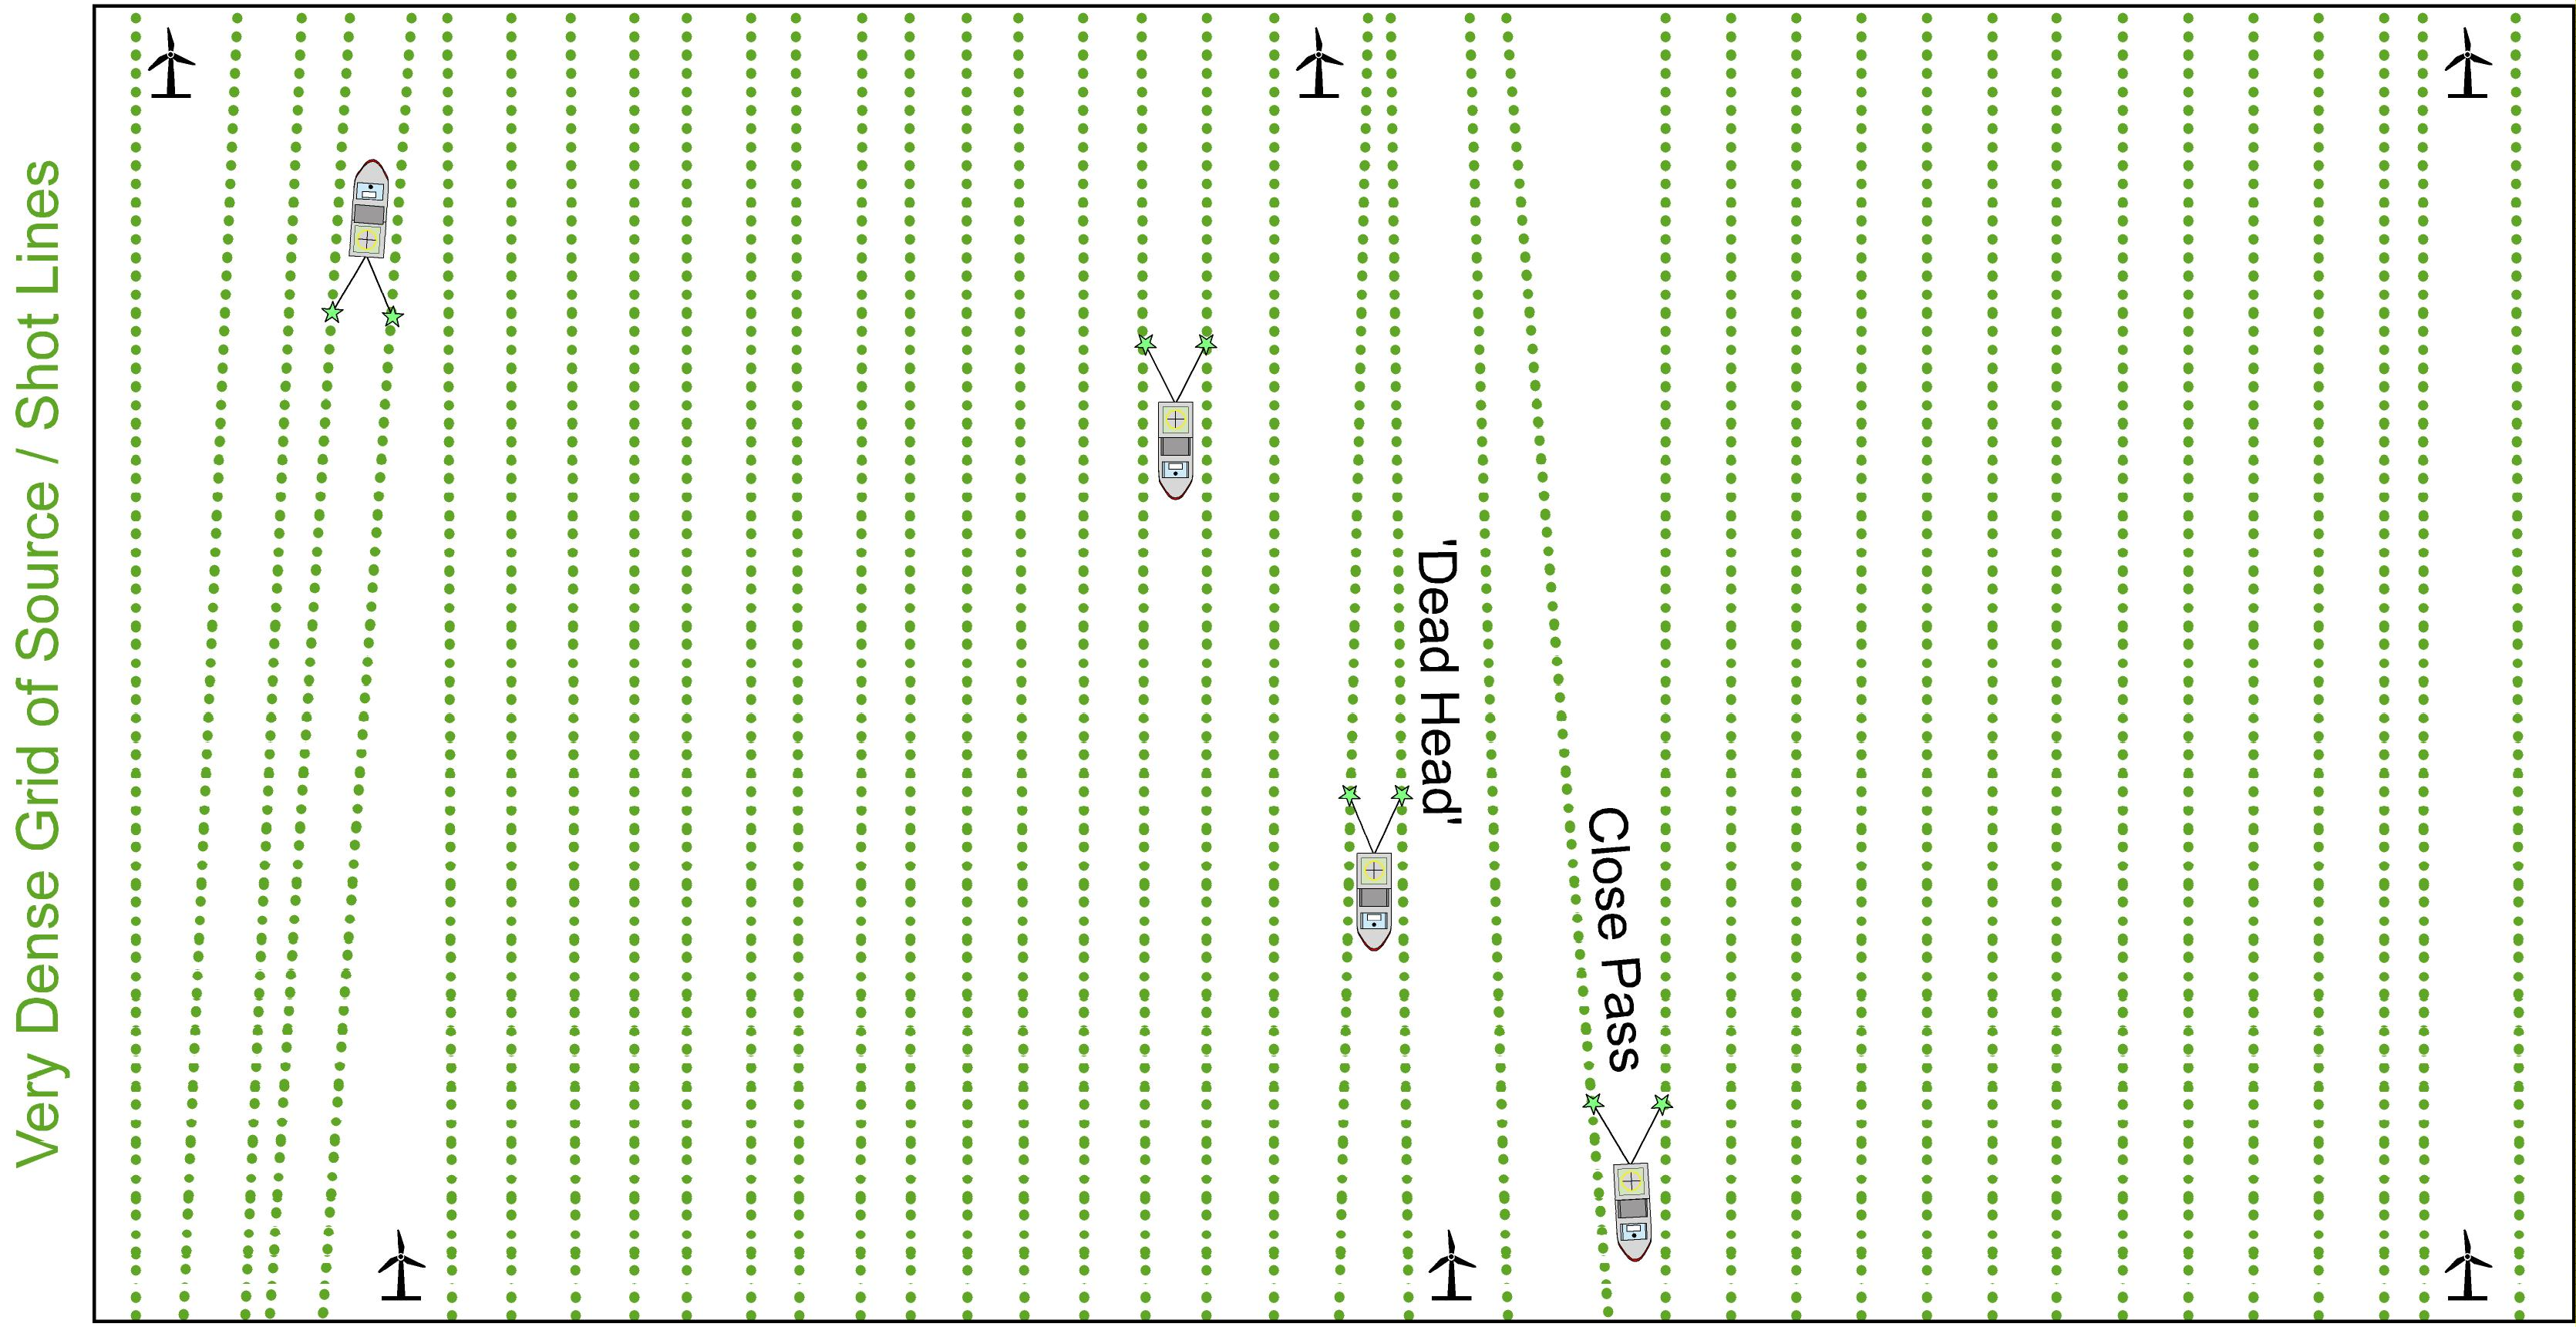 Very Dense Grid of Source / Shot Lines
'Dead Head'
Close Pass